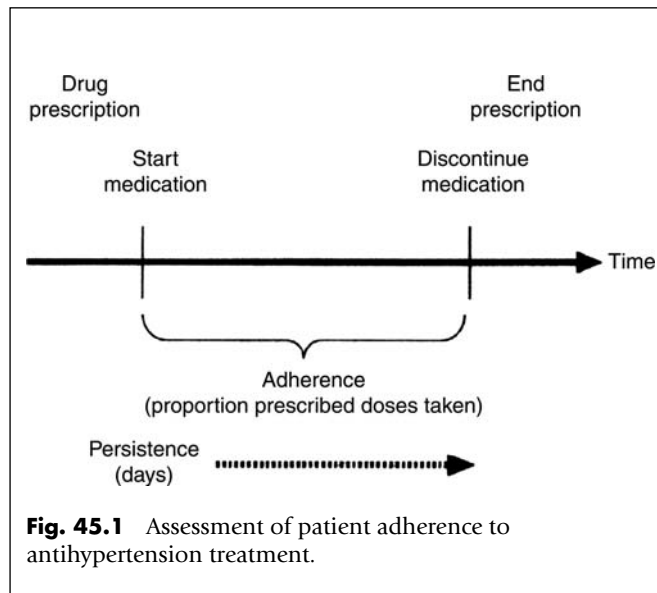 Drug
prescription
End
prescription
Start
medication
Discontinue
medication
Time
Adherence
(proportion prescribed doses taken)
Persistence
(days)
Fig. 45.1 Assessment of patient adherence to
antihypertension treatment.